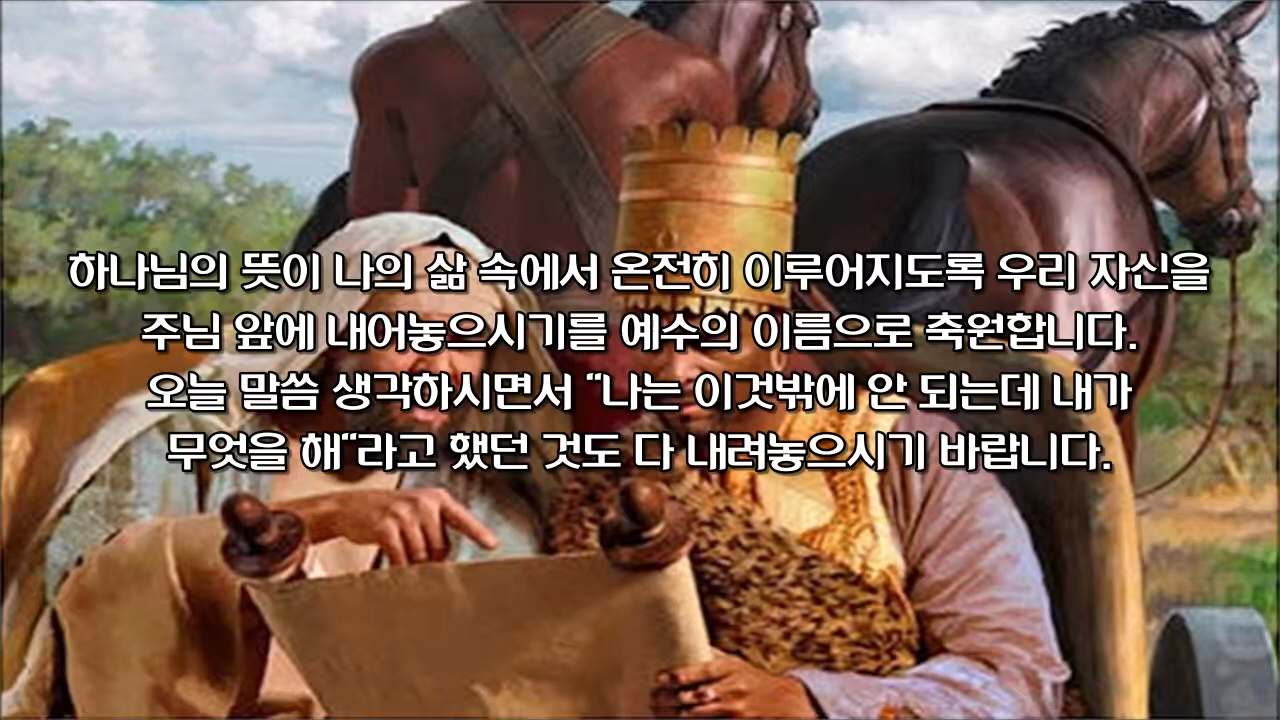 하나님의 뜻이 나의 삶 속에서 온전히 이루어지도록 우리 자신을
주님 앞에 내어놓으시기를 예수의 이름으로 축원합니다.
오늘 말씀 생각하시면서 “나는 이것밖에 안 되는데 내가
무엇을 해“라고 했던 것도 다 내려놓으시기 바랍니다.